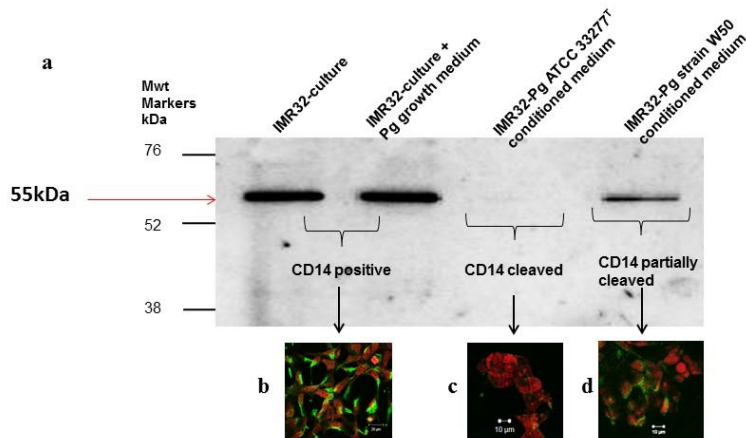 a
Mwt
Markers
kDa
IMR32-culture
IMR32-culture +
Pg growth medium
IMR32-Pg ATCC 33277ᵀ
conditioned medium
IMR32-Pg strain W50
conditioned medium
76
55kDa
52
38
CD14 positive
CD14 cleaved
CD14 partially
cleaved
b
c
d
10 µm
10 µm